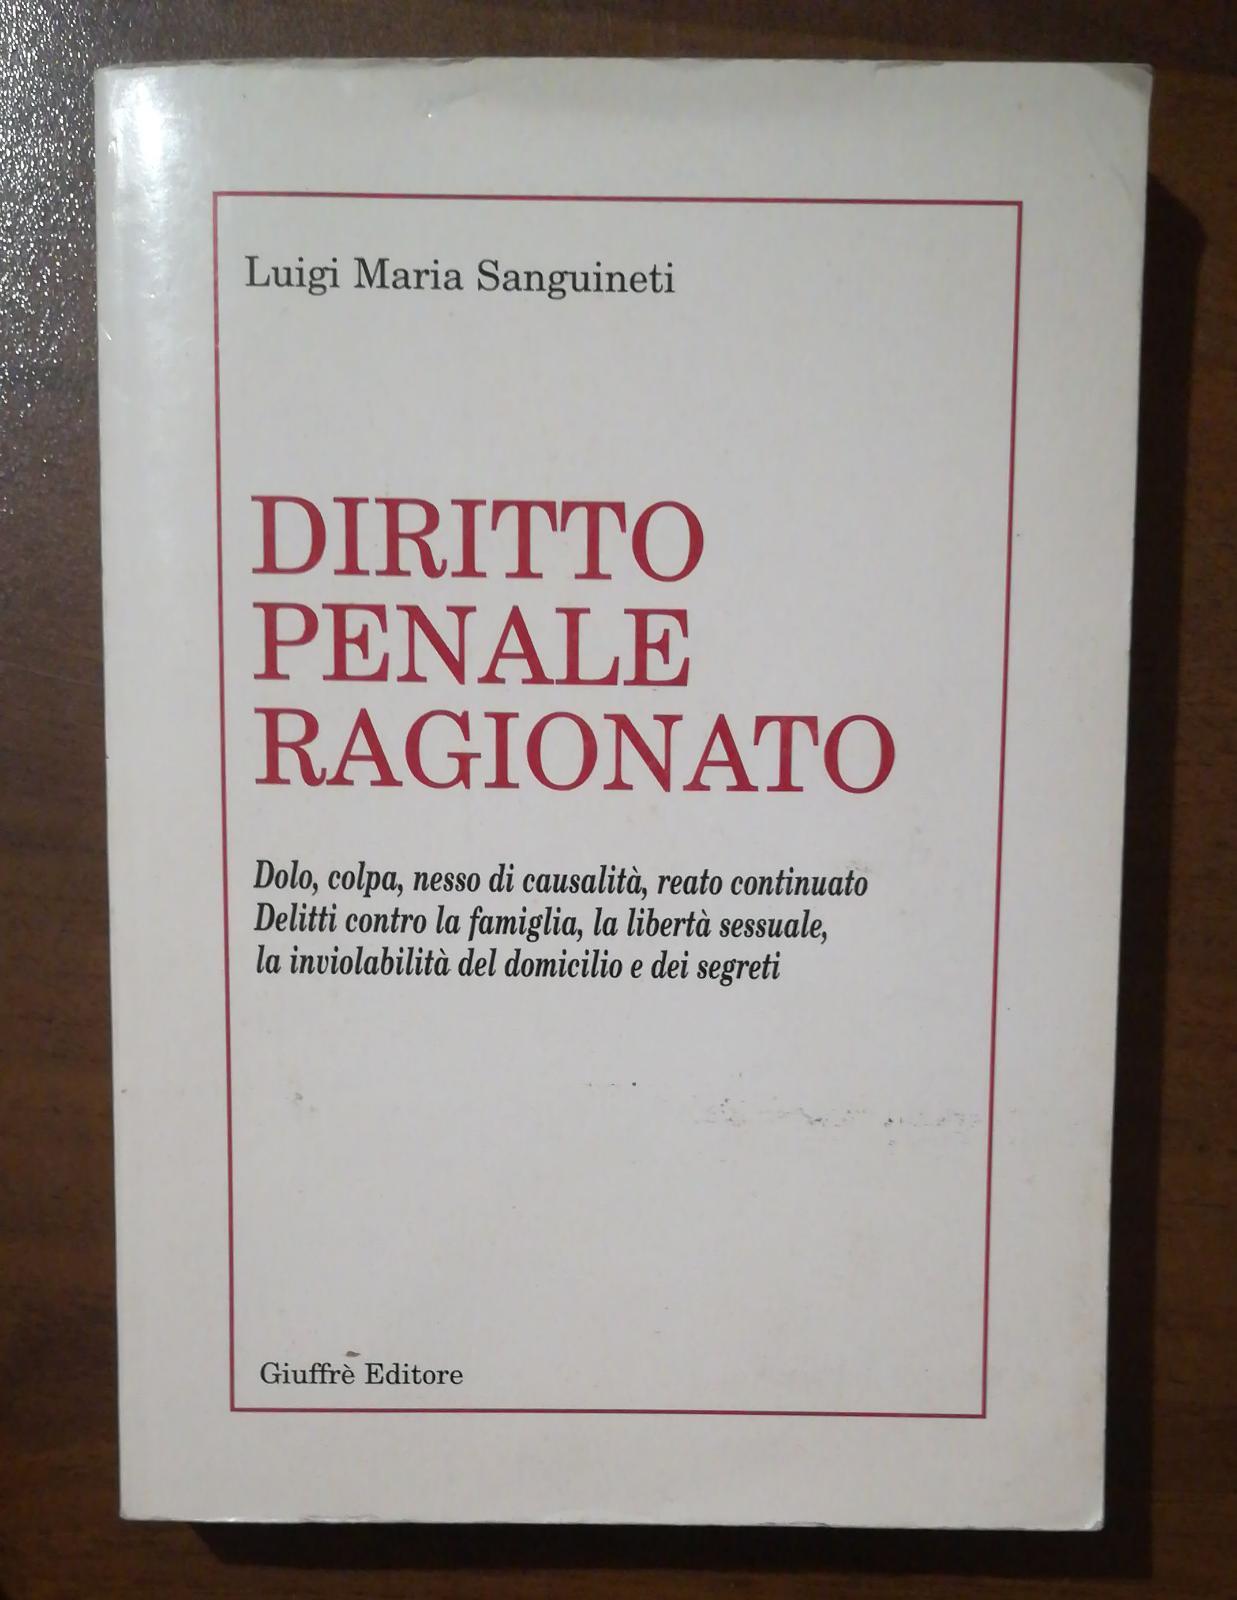 Luigi Maria Sanguineti
DIRITTO
PENALE
RAGIONATO
Dolo, colpa, nesso di causalità, reato continuato
Delitti contro la famiglia, la libertà sessuale,
la inviolabilità del domicilio e dei segreti
Giuffrè Editore